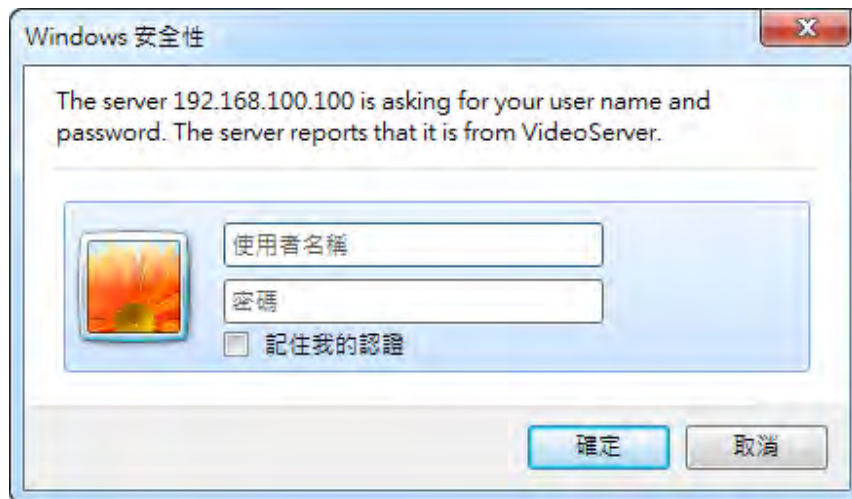 Windows 安全性
The server 192.168.100.100 is asking for your user name and
password. The server reports that it is from VideoServer.
使用者名稱
密碼
記住我的認證
確定
取消